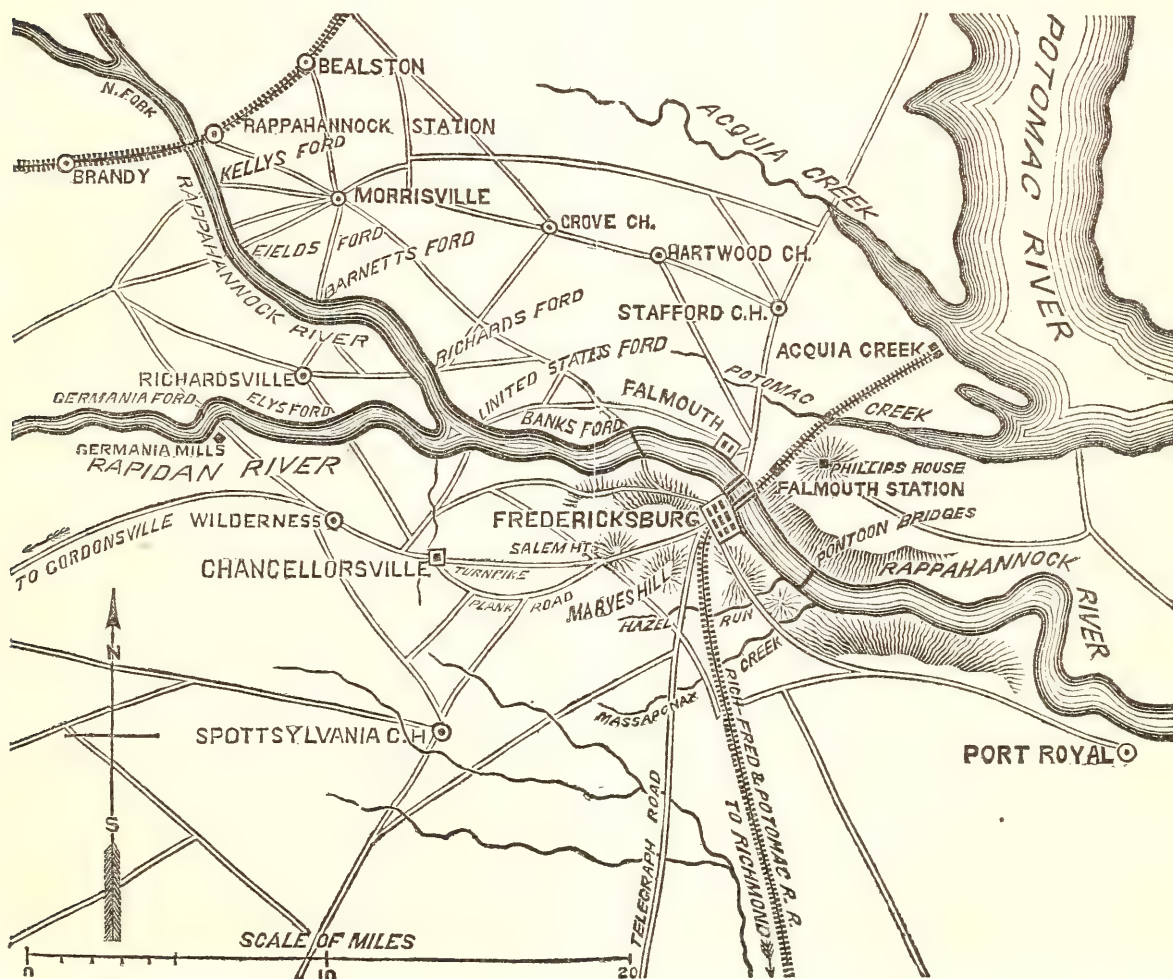 BEALSTON
N. FORK
RAPPAHANNOCK STATION
KELLYS FORD
BRANDY
MORRISVILLE
ACQUIA CREEK
POTOMAC RIVER
GROVE CH.
HARTWOOD CH.
FIELDS FORD
BARNETTS FORD
RAPPAHANNOCK RIVER
STAFFORD C.H.
RICHARDS FORD
UNITED STATES FORD
ACQUIA CREEK
RICHARDSVILLE
POTOMAC CREEK
GERMANIA FORD
ELYS FORD
BANKS FORD
FALMOUTH
GERMANIA MILLS
RAPIDAN RIVER
PHILLIPS HOUSE
FALMOUTH STATION
WILDERNESS
FREDERICKSBURG
PONTOON BRIDGES
TO GORDONSVILLE
SALEM HTS
CHANCELLORSVILLE
TURNPIKE
RAPPAHANNOCK RIVER
PLANK ROAD
MARYES HILL
HAZEL RUN
N
MASSAPONAX CREEK
SPOTTSYLVANIA C.H.
PORT ROYAL
RICH FRED & POTOMAC R.R.
TO RICHMOND
TELEGRAPH ROAD
S
SCALE OF MILES
0 10 20